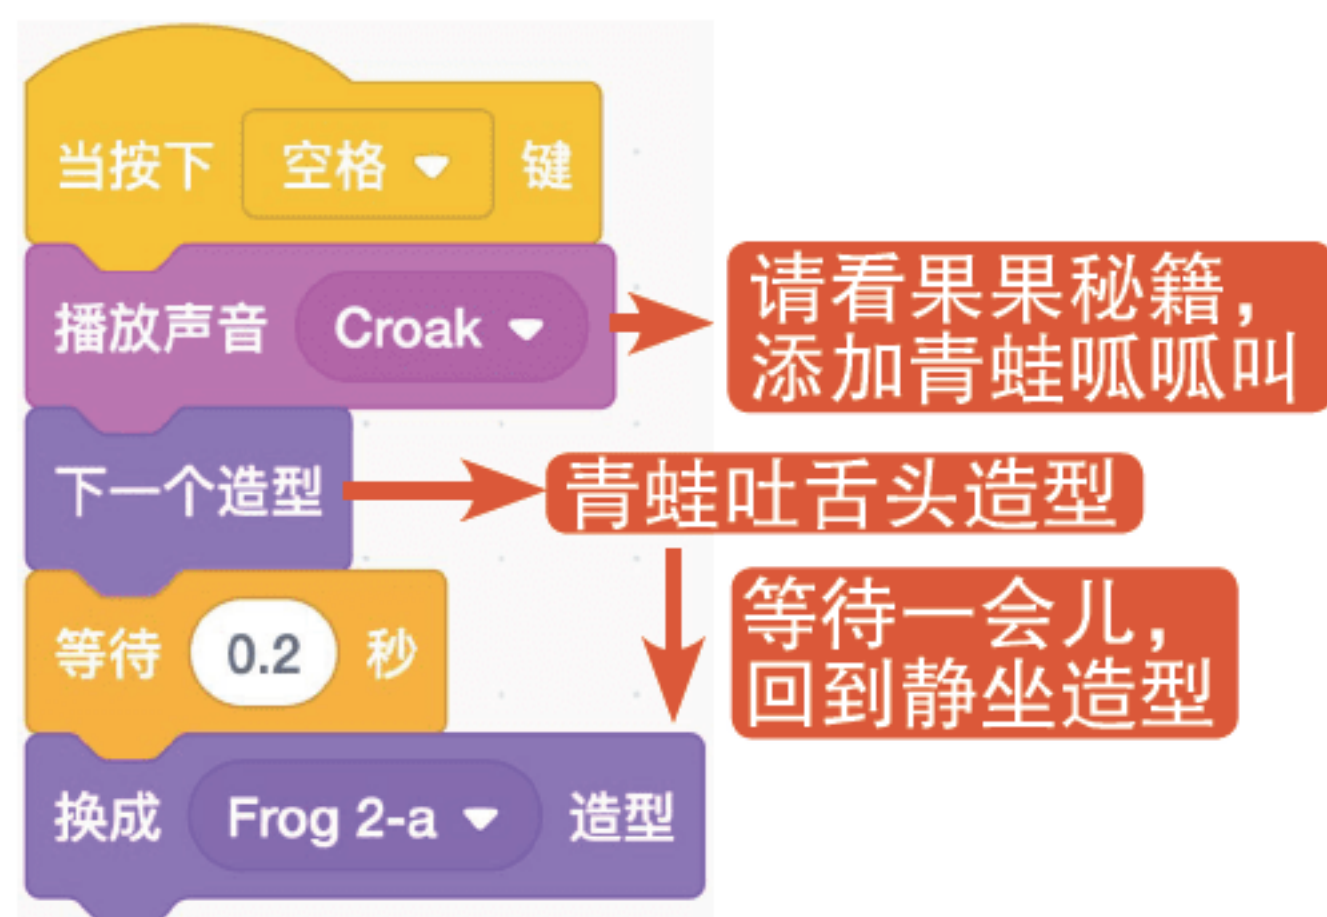 当按下 空格 键
播放声音 Croak
请看果果秘籍，
添加青蛙呱呱叫
下一个造型
青蛙吐舌头造型
等待 0.2 秒
等待一会儿，
回到静坐造型
换成 Frog 2-a 造型